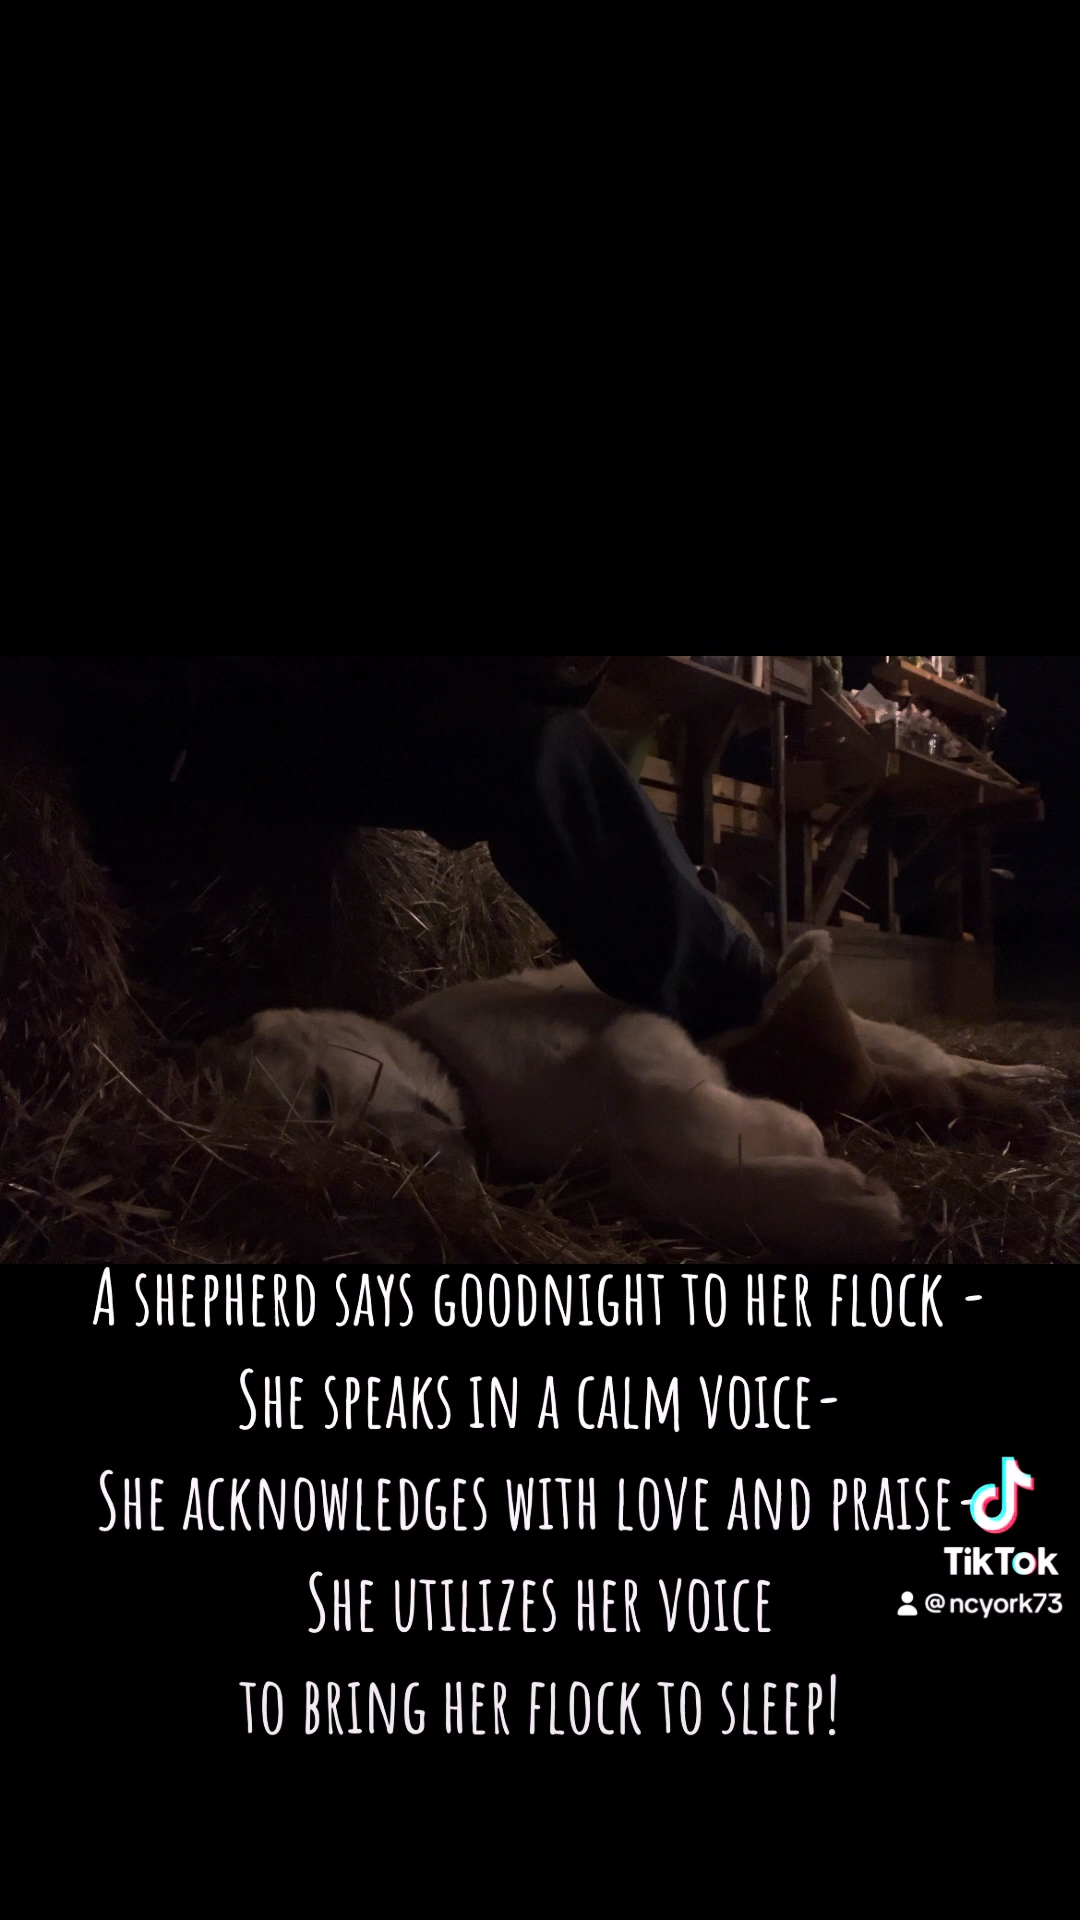 A shepherd says goodnight to her flock -
She speaks in a calm voice-
She acknowledges with love and praise-
She utilizes her voice
to bring her flock to sleep!
TikTok
@ncyork73